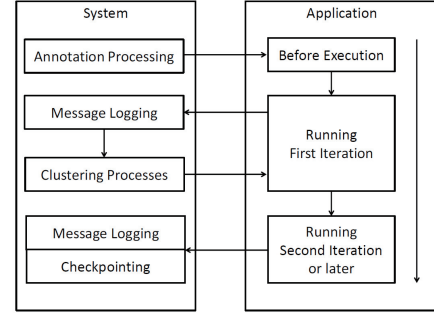 System
Application
Annotation Processing
Before Execution
Message Logging
Running
First Iteration
Clustering Processes
Message Logging
Checkpointing
Running
Second Iteration
or later